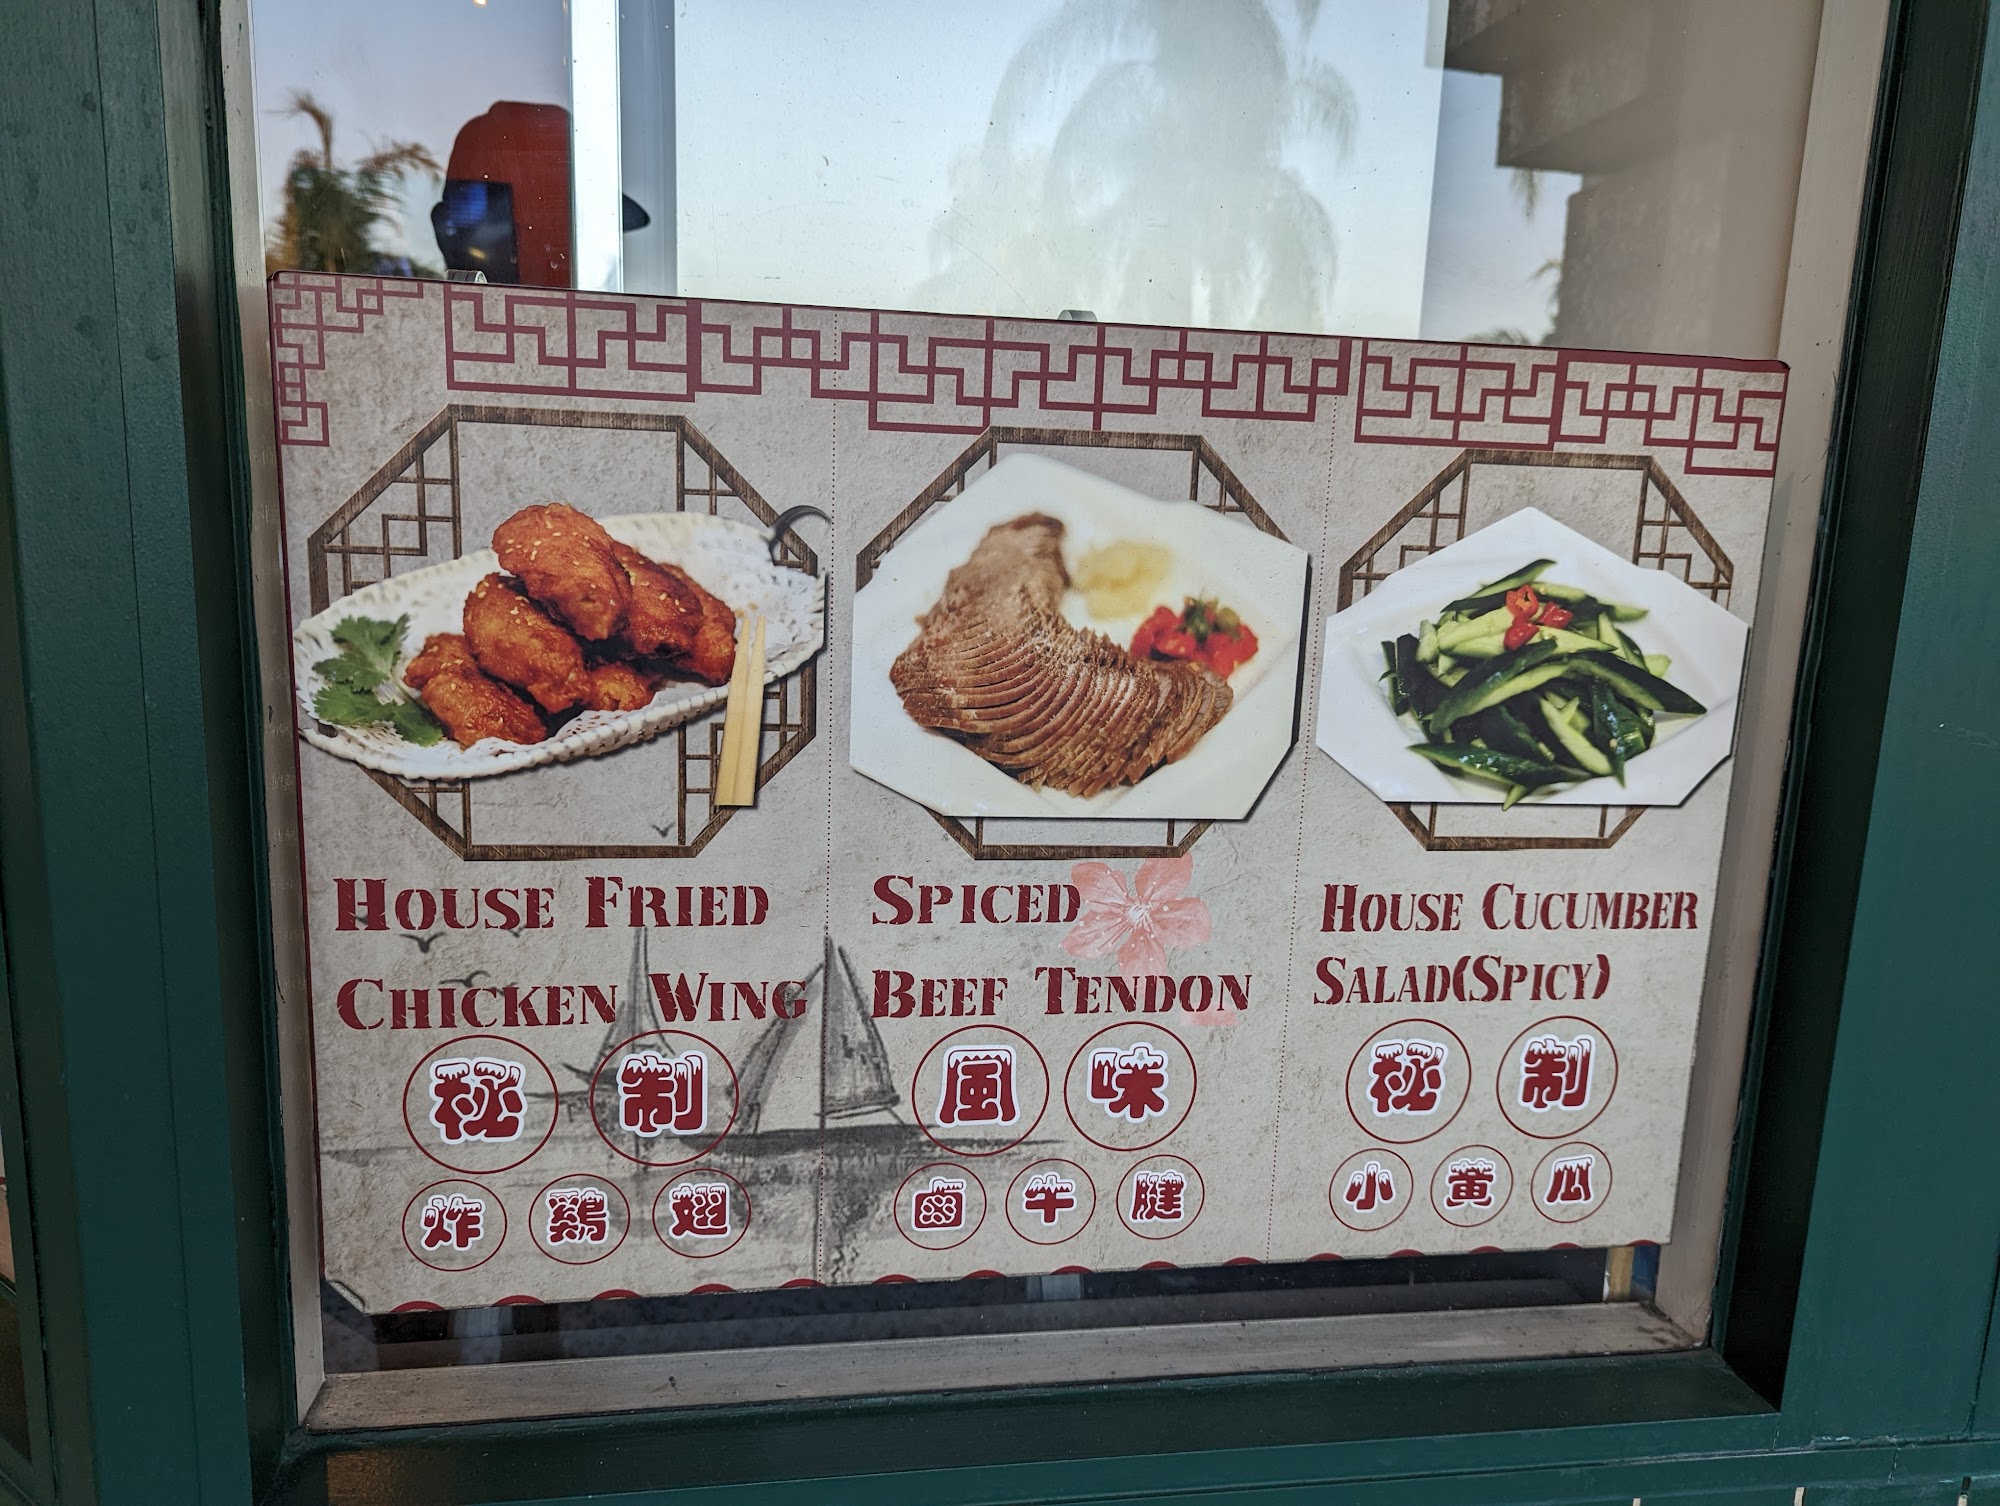 HOUSE FRIED
CHICKEN WING
秘制
炸鷄翅
SPICED
BEEF TENDON
風味
卤牛腱
HOUSE CUCUMBER
SALAD(SPICY)
秘制
小黄瓜